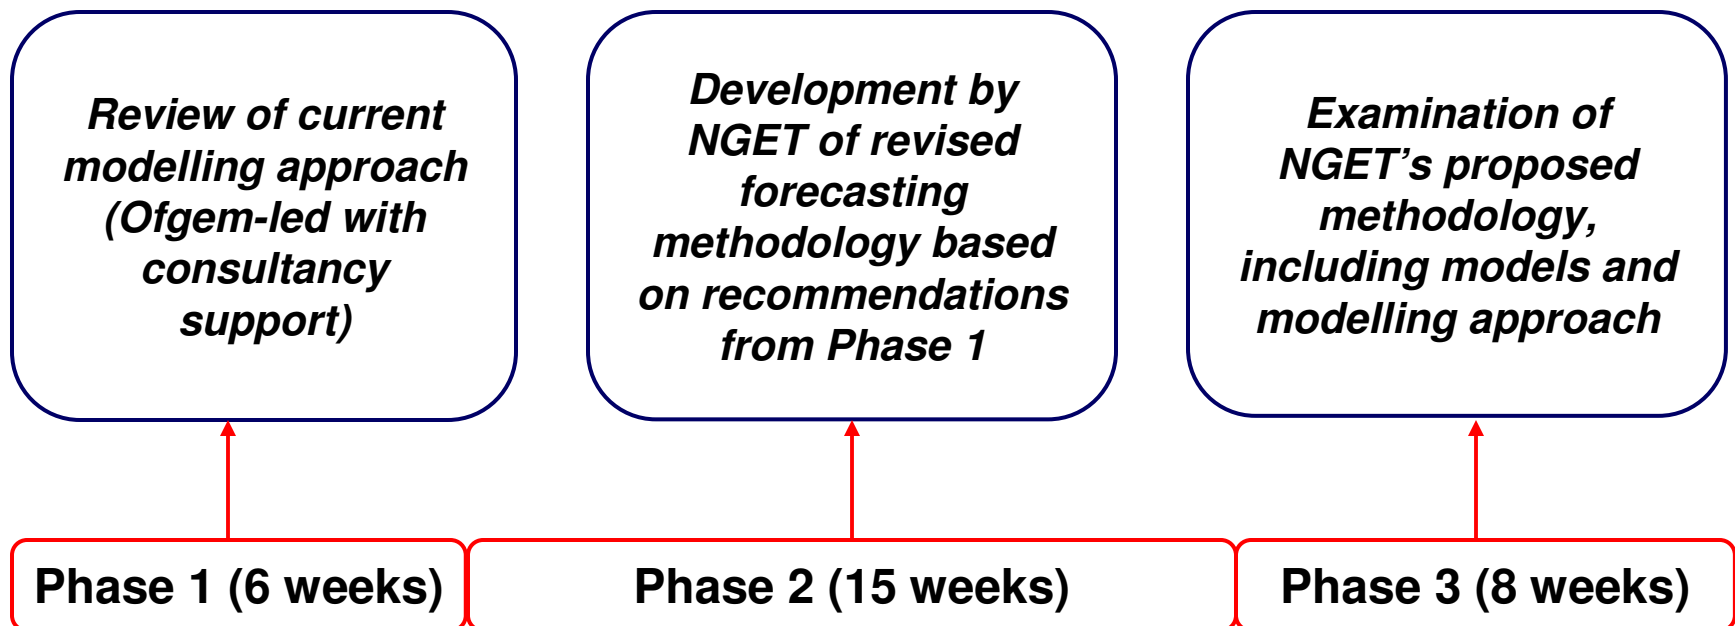 Review of current
modelling approach
(Ofgem-led with
consultancy
support)
Development by
NGET of revised
forecasting
methodology based
on recommendations
from Phase 1
Examination of
NGET’s proposed
methodology,
including models and
modelling approach
Phase 1 (6 weeks)
Phase 2 (15 weeks)
Phase 3 (8 weeks)